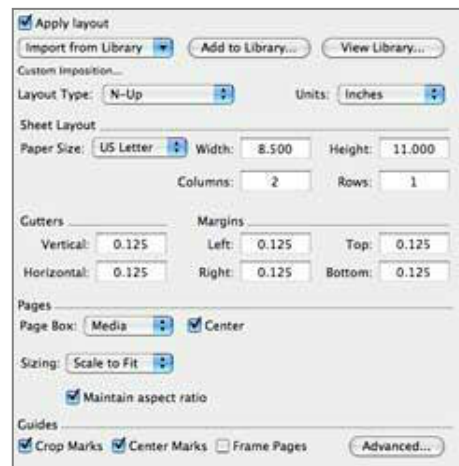 Apply layout
Import from Library Add to Library... View Library...
Custom Imposition...
Layout Type: N-Up Units: Inches
Sheet Layout
Paper Size: US Letter Width: 8.500 Height: 11.000
Columns: 2 Rows: 1
Gutters Margins
Vertical: 0.125 Left: 0.125 Top: 0.125
Horizontal: 0.125 Right: 0.125 Bottom: 0.125
Pages
Page Box: Media Center
Sizing: Scale to Fit
Maintain aspect ratio
Guides
Crop Marks Center Marks Frame Pages Advanced...